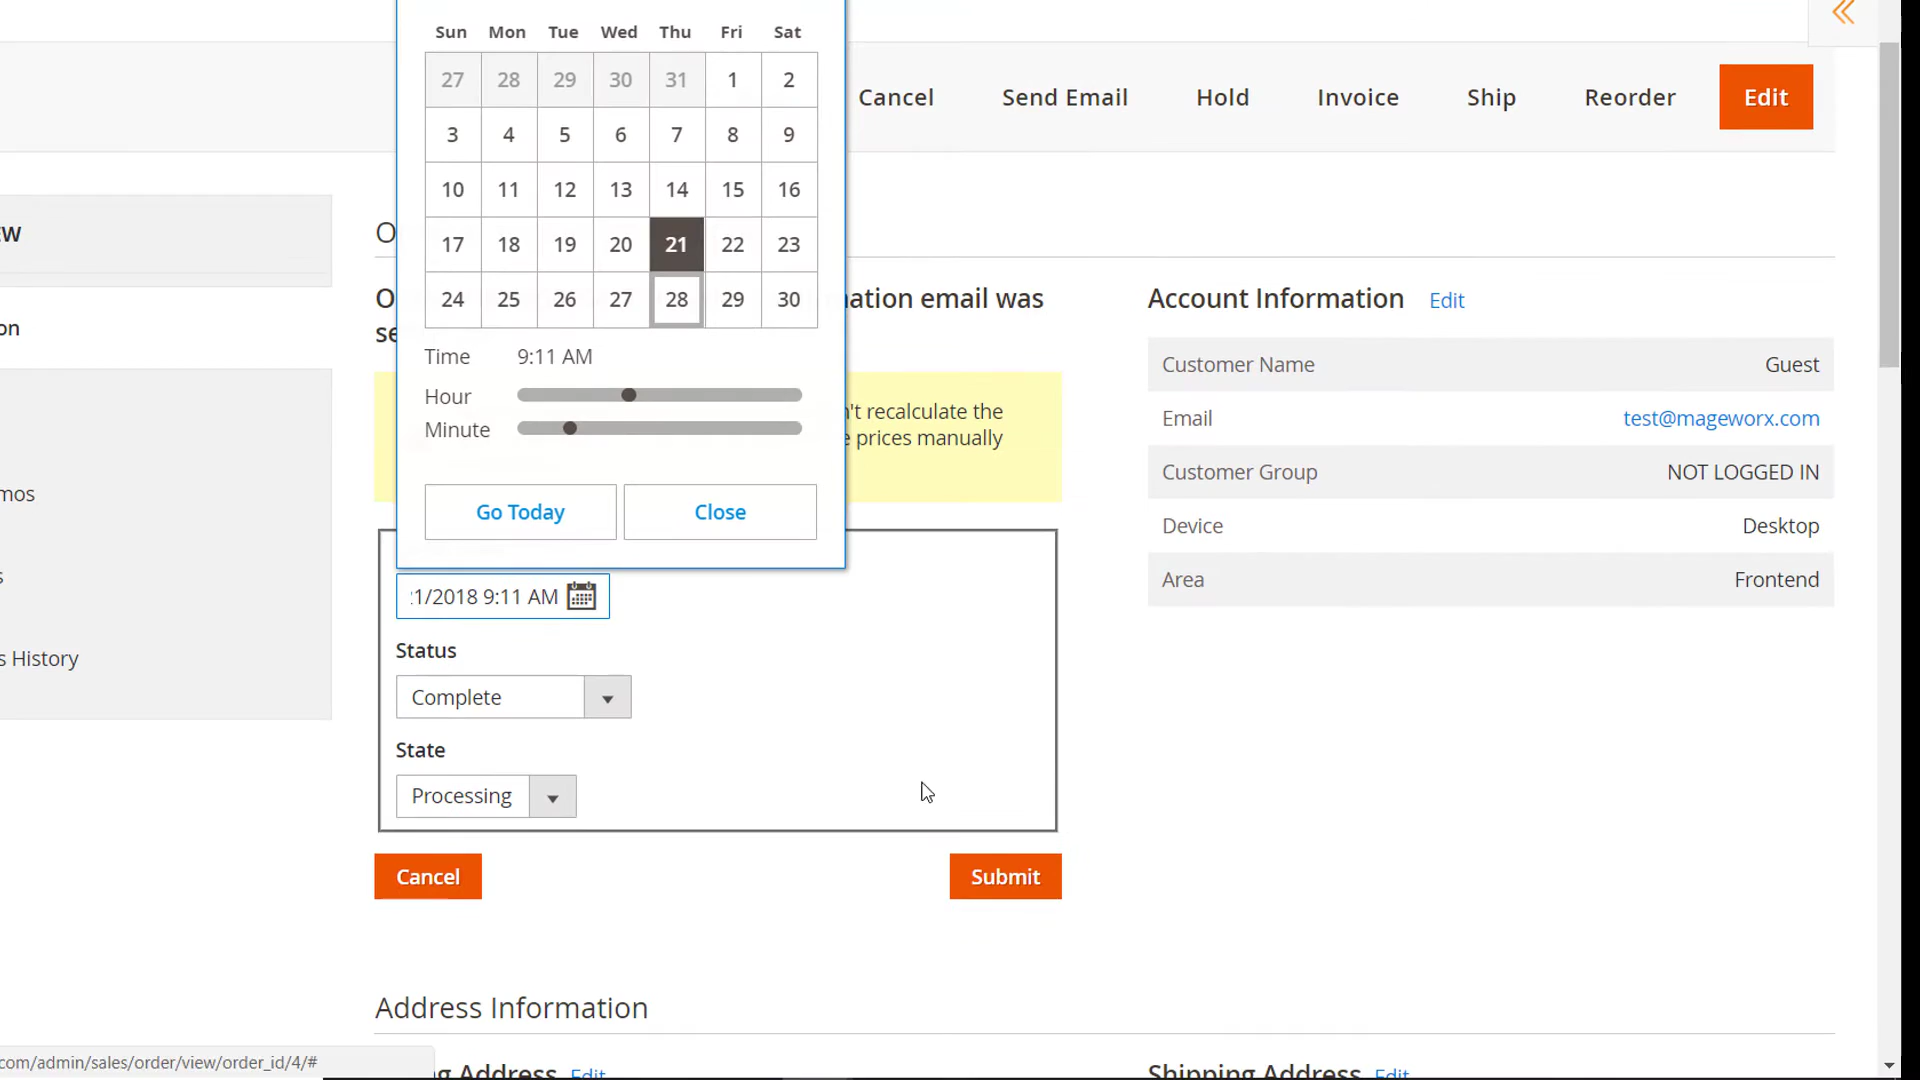 Sun Mon Tue Wed Thu Fri Sat
27 28 29 30 31 1 2
3 4 5 6 7 8 9
10 11 12 13 14 15 16
17 18 19 20 21 22 23
24 25 26 27 28 29 30
Time 9:11 AM
Hour
Minute
Go Today Close
Cancel Send Email Hold Invoice Ship Reorder Edit
EW
on
mos
s
s History
O
O ation email was
se
n't recalculate the
e prices manually
1/2018 9:11 AM
Status
Complete
State
Processing
Cancel Submit
Account Information Edit
Customer Name Guest
Email test@mageworx.com
Customer Group NOT LOGGED IN
Device Desktop
Area Frontend
Address Information
g Address Edit
Shipping Address Edit
com/admin/sales/order/view/order_id/4/#